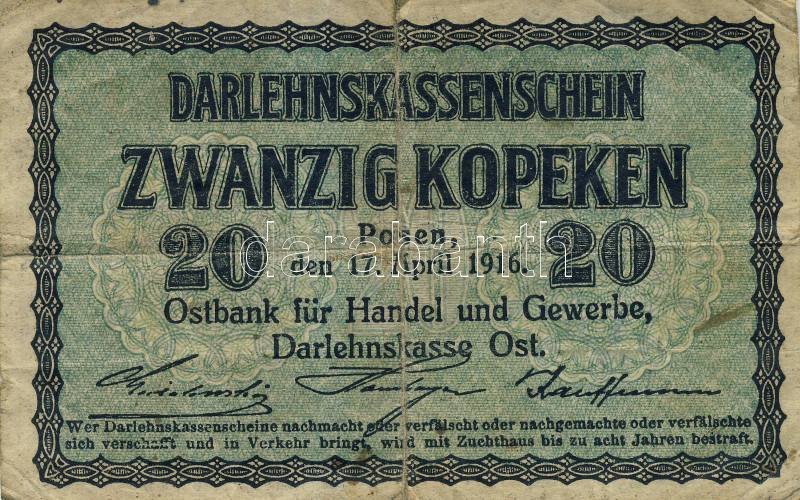 DARLEHNSKASSENSCHEIN
ZWANZIG KOPEKEN
20 Posen, 20
den 17. April 1916.
darabanth
Ostbank für Handel und Gewerbe,
Darlehnskasse Ost.
Kauffmann
Wer Darlehnskassenscheine nachmacht oder verfälscht oder nachgemachte oder verfälschte
sich verschafft und in Verkehr bringt, wird mit Zuchthaus bis zu acht Jahren bestraft.